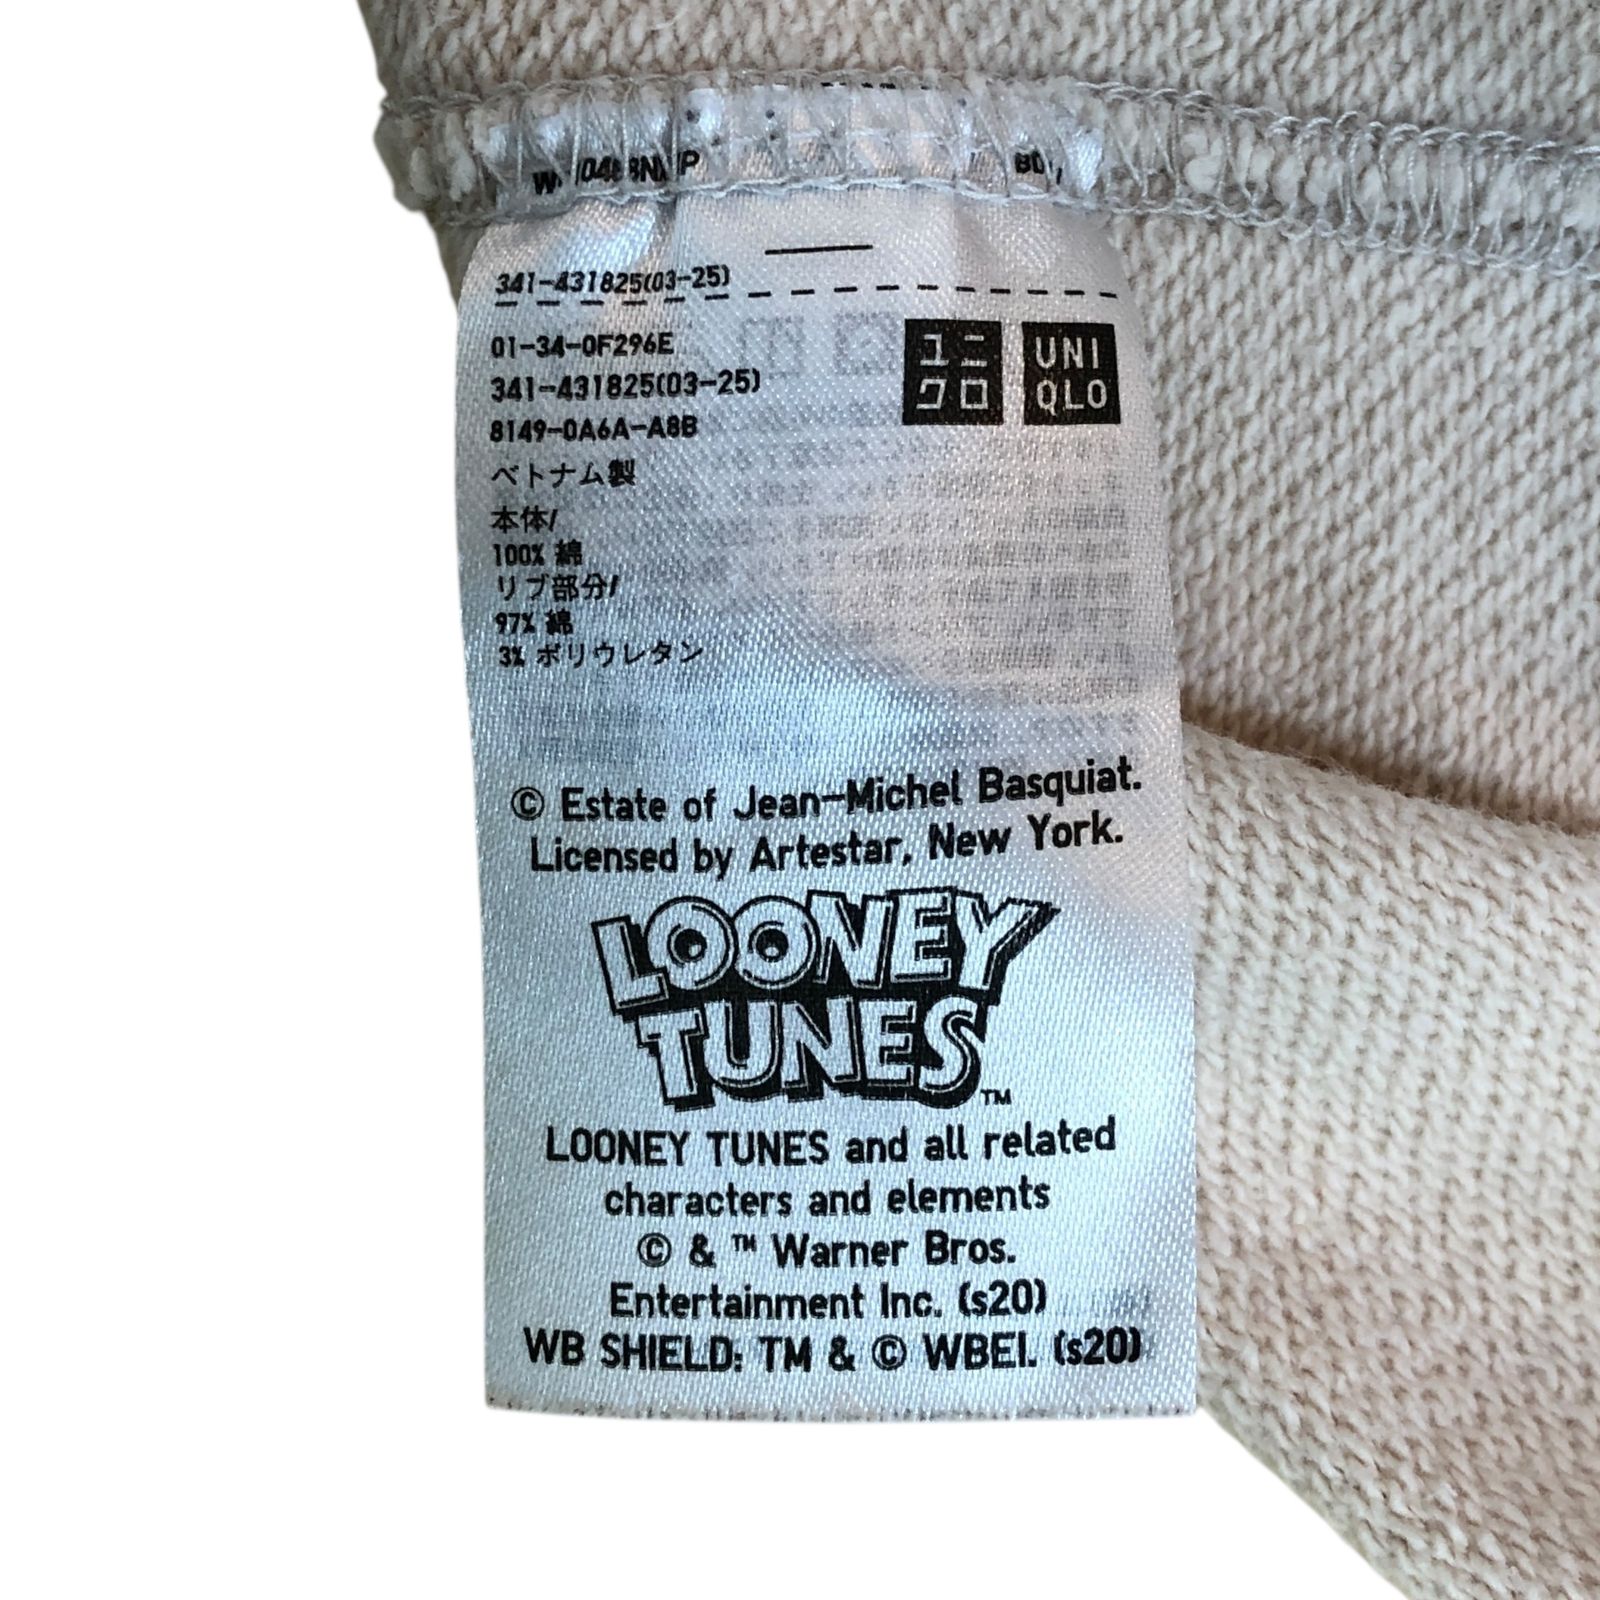 341-431825(03-25)
01-34-0F296E
341-431825(03-25)
8149-0A6A-A8B
ユニ
クロ
UNI
QLO
ベトナム製
本体/
100% 綿
リブ部分/
97% 綿
3% ポリウレタン
© Estate of Jean-Michel Basquiat.
Licensed by Artestar, New York.
LOONEY
TUNES™
LOONEY TUNES and all related
characters and elements
© & ™ Warner Bros.
Entertainment Inc. (s20)
WB SHIELD: TM & © WBEI. (s20)